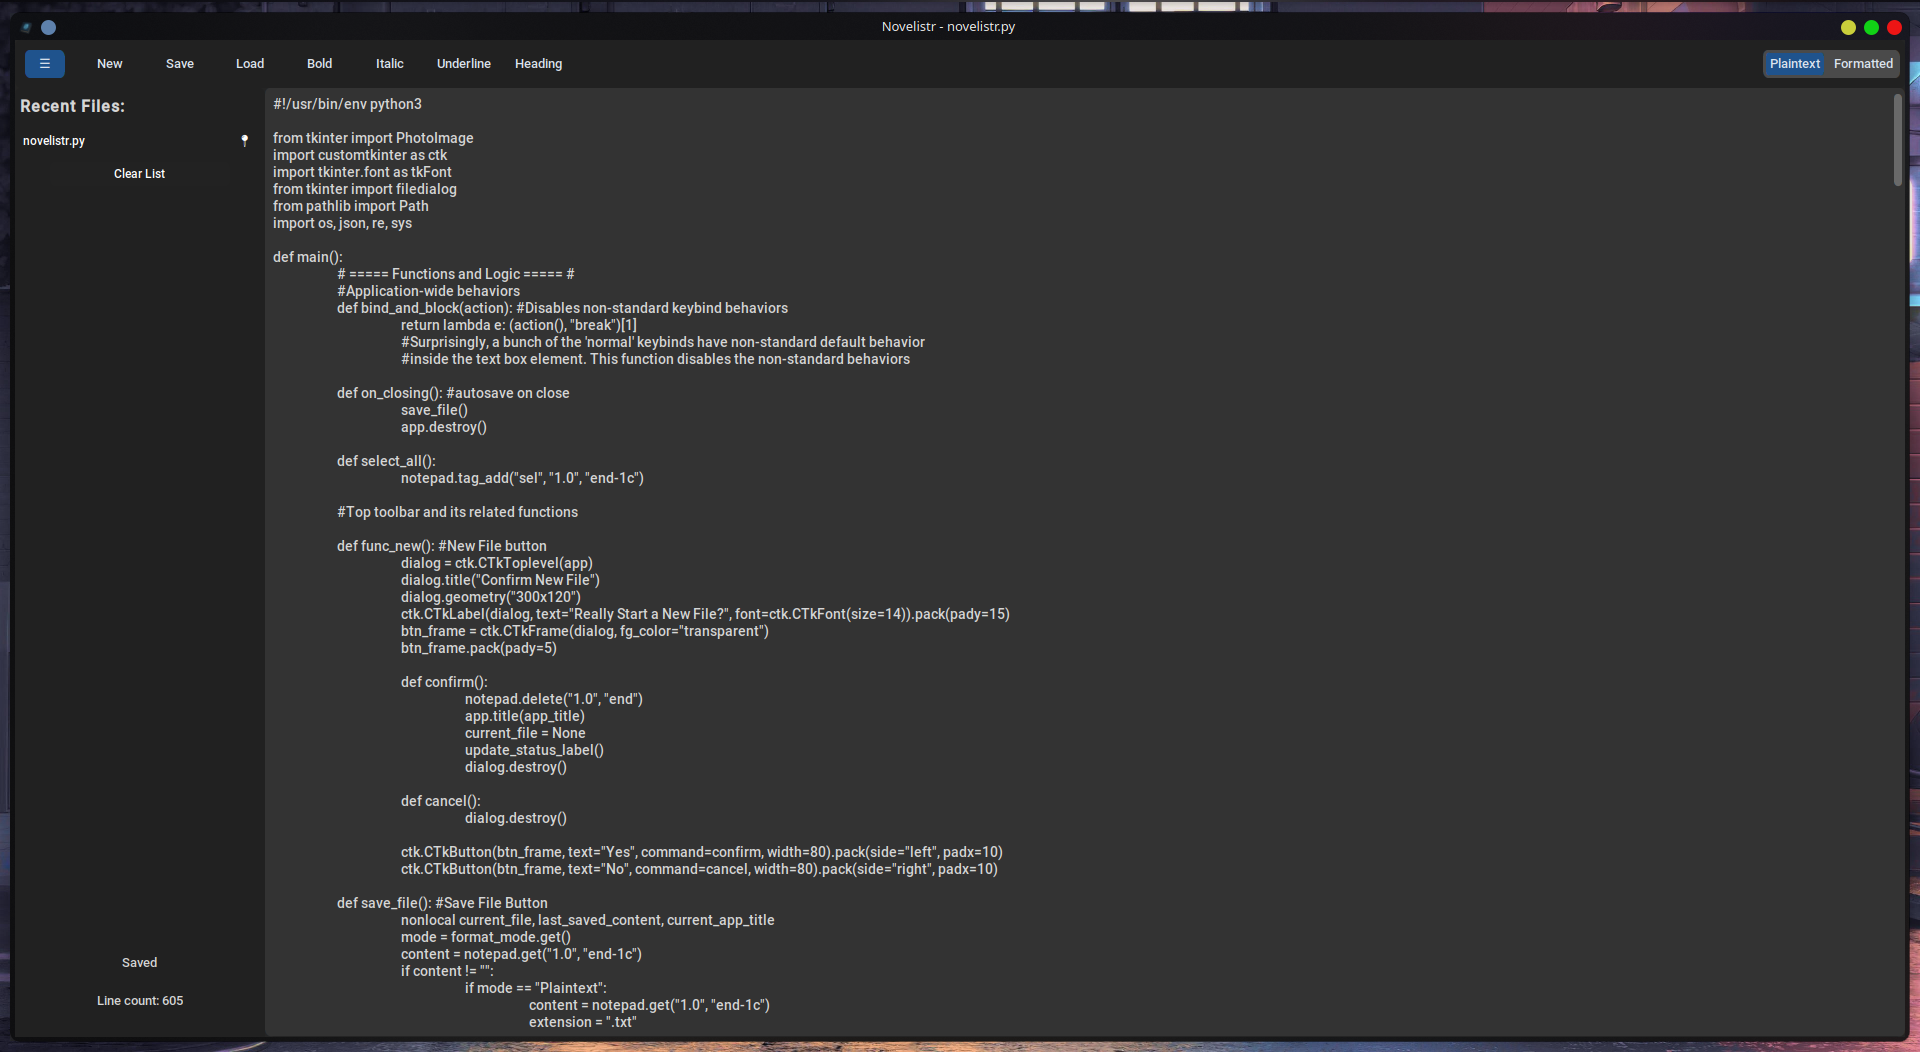 Novelistr - novelistr.py
☰ New Save Load Bold Italic Underline Heading Plaintext Formatted
Recent Files:
novelistr.py
Clear List
Saved
Line count: 605
#!/usr/bin/env python3

from tkinter import PhotoImage
import customtkinter as ctk
import tkinter.font as tkFont
from tkinter import filedialog
from pathlib import Path
import os, json, re, sys

def main():
	# ===== Functions and Logic ===== #
	#Application-wide behaviors
	def bind_and_block(action): #Disables non-standard keybind behaviors
		return lambda e: (action(), "break")[1]
		#Surprisingly, a bunch of the 'normal' keybinds have non-standard default behavior
		#inside the text box element. This function disables the non-standard behaviors

	def on_closing(): #autosave on close
		save_file()
		app.destroy()

	def select_all():
		notepad.tag_add("sel", "1.0", "end-1c")

	#Top toolbar and its related functions

	def func_new(): #New File button
		dialog = ctk.CTkToplevel(app)
		dialog.title("Confirm New File")
		dialog.geometry("300x120")
		ctk.CTkLabel(dialog, text="Really Start a New File?", font=ctk.CTkFont(size=14)).pack(pady=15)
		btn_frame = ctk.CTkFrame(dialog, fg_color="transparent")
		btn_frame.pack(pady=5)

		def confirm():
			notepad.delete("1.0", "end")
			app.title(app_title)
			current_file = None
			update_status_label()
			dialog.destroy()

		def cancel():
			dialog.destroy()

		ctk.CTkButton(btn_frame, text="Yes", command=confirm, width=80).pack(side="left", padx=10)
		ctk.CTkButton(btn_frame, text="No", command=cancel, width=80).pack(side="right", padx=10)

	def save_file(): #Save File Button
		nonlocal current_file, last_saved_content, current_app_title
		mode = format_mode.get()
		content = notepad.get("1.0", "end-1c")
		if content != "":
			if mode == "Plaintext":
				content = notepad.get("1.0", "end-1c")
				extension = ".txt"